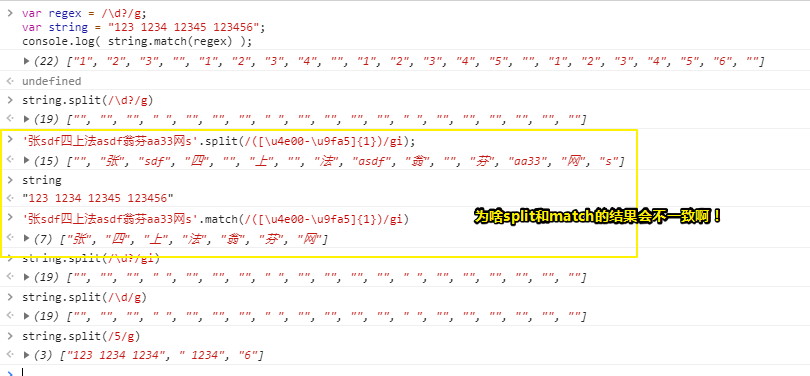 var regex = /\d?/g;
var string = "123 1234 12345 123456";
console.log( string.match(regex) );
(22) ["1", "2", "3", "", "1", "2", "3", "4", "", "1", "2", "3", "4", "5", "", "1", "2", "3", "4", "5", "6", ""]
undefined
string.split(/\d?/g)
(19) ["", "", "", " ", "", "", "", " ", "", "", "", "", " ", "", "", "", "", "", ""]
'张sdf四上法asdf翁芬aa33网s'.split(/([\u4e00-\u9fa5]{1})/gi);
(15) ["", "张", "sdf", "四", "", "上", "", "法", "asdf", "翁", "", "芬", "aa33", "网", "s"]
string
"123 1234 12345 123456"
'张sdf四上法asdf翁芬aa33网s'.match(/([\u4e00-\u9fa5]{1})/gi)
为啥split和match的结果会不一致啊！
(7) ["张", "四", "上", "法", "翁", "芬", "网"]
string.split(/\d?/gi)
(19) ["", "", "", " ", "", "", "", " ", "", "", "", "", " ", "", "", "", "", "", ""]
string.split(/\d/g)
(19) ["", "", "", " ", "", "", "", " ", "", "", "", "", " ", "", "", "", "", "", ""]
string.split(/5/g)
(3) ["123 1234 1234", " 1234", "6"]